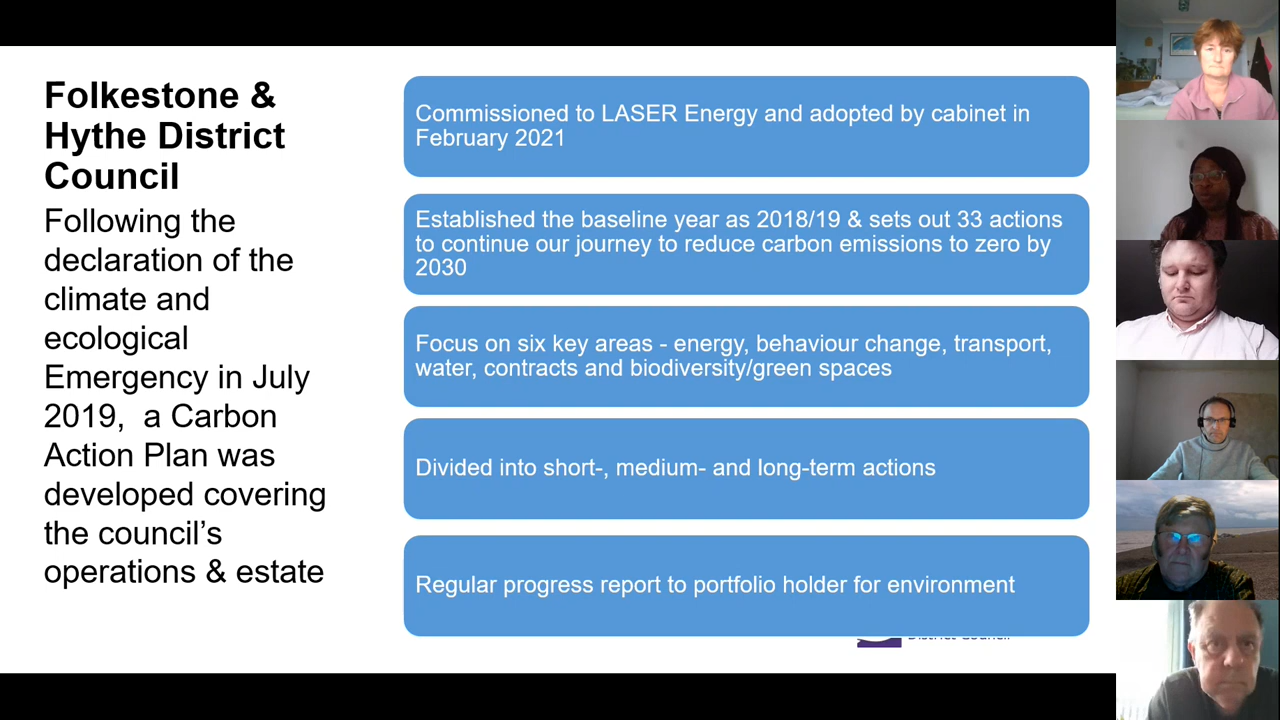 Folkestone &
Hythe District
Council
Following the
declaration of the
climate and
ecological
Emergency in July
2019,  a Carbon
Action Plan was
developed covering
the council’s
operations & estate
Commissioned to LASER Energy and adopted by cabinet in
February 2021
Established the baseline year as 2018/19 & sets out 33 actions
to continue our journey to reduce carbon emissions to zero by
2030
Focus on six key areas - energy, behaviour change, transport,
water, contracts and biodiversity/green spaces
Divided into short-, medium- and long-term actions
Regular progress report to portfolio holder for environment
District Council